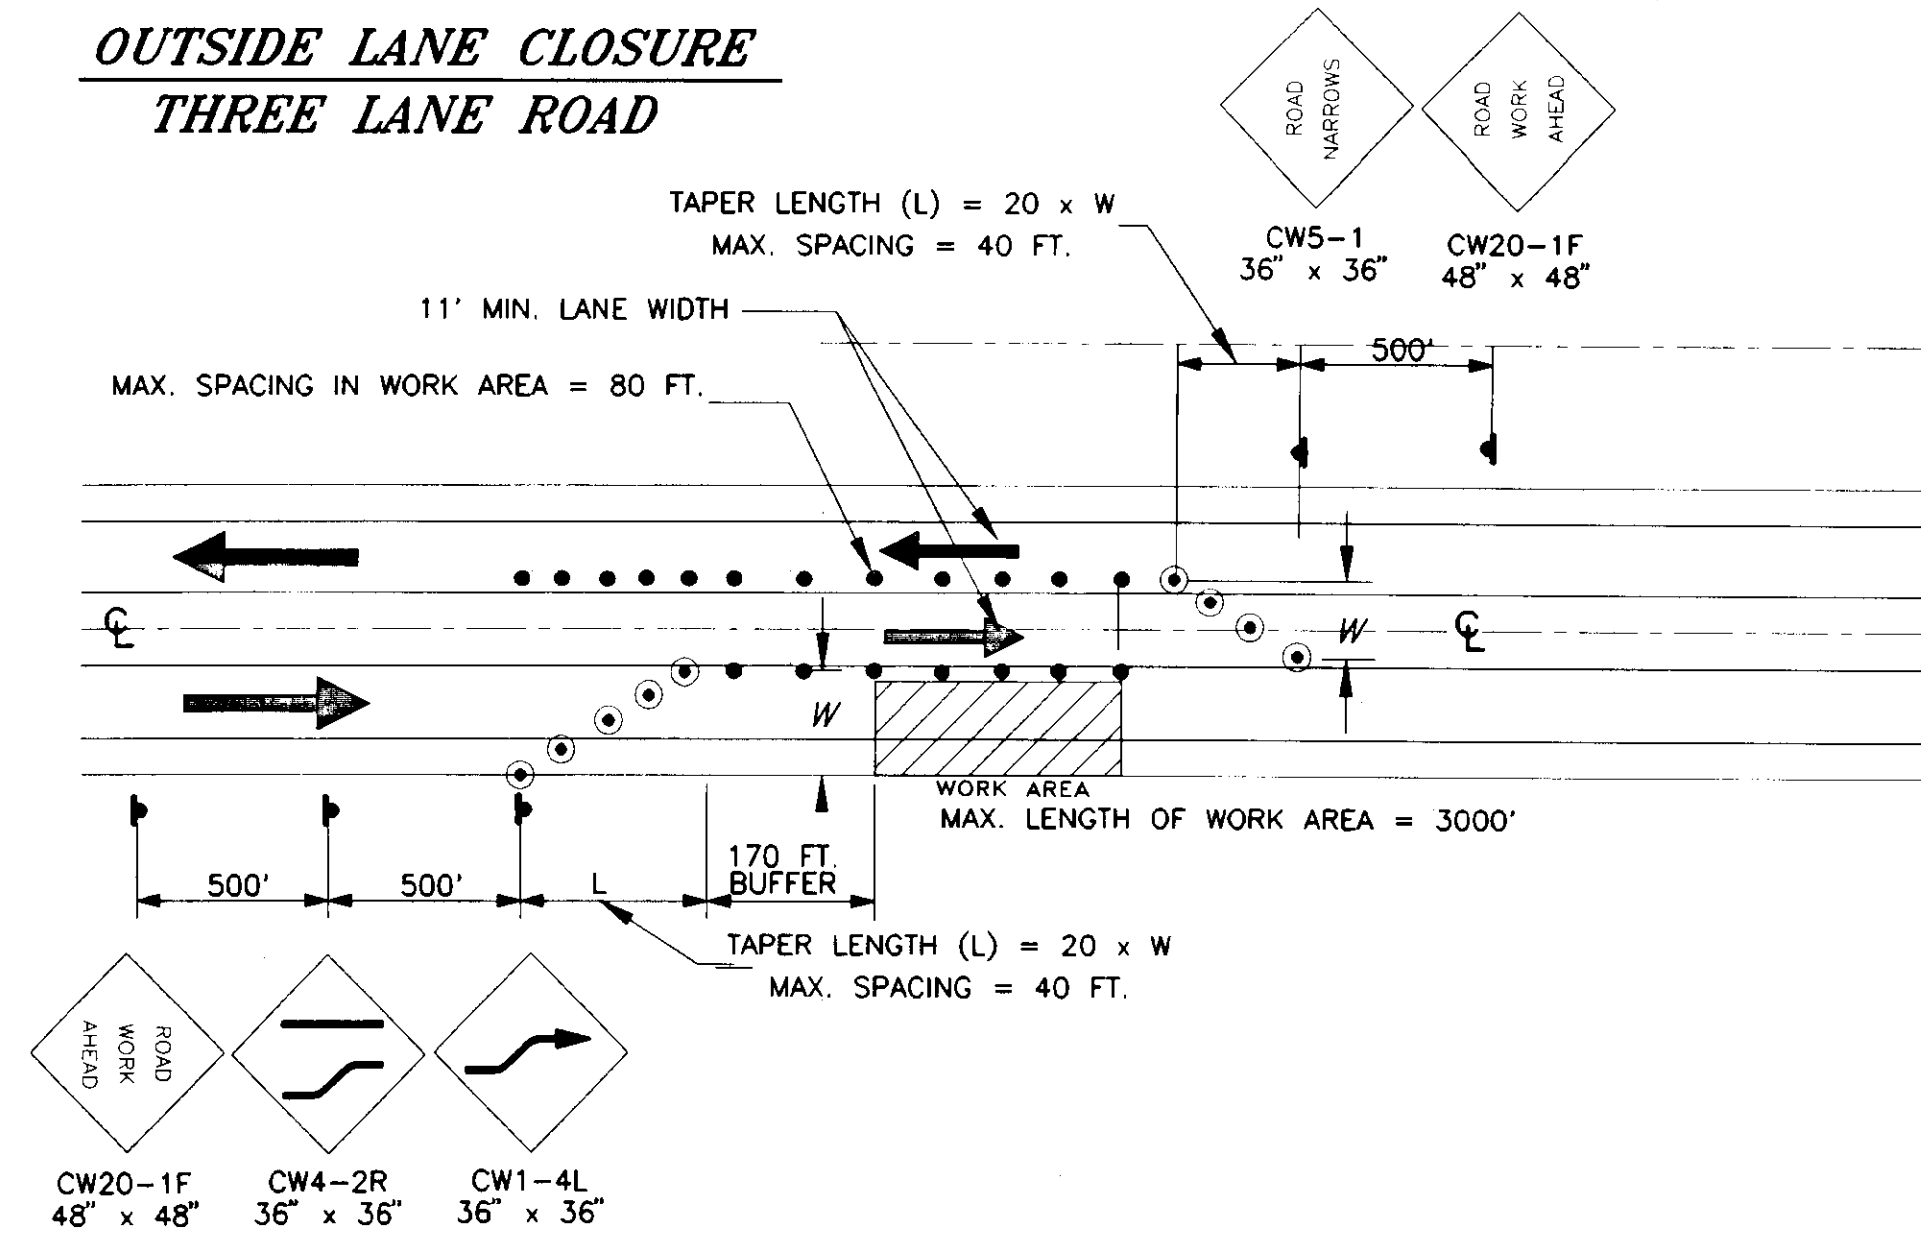 OUTSIDE LANE CLOSURE
THREE LANE ROAD
ROAD
NARROWS
ROAD
WORK
AHEAD
CW5-1
36" x 36"
CW20-1F
48" x 48"
TAPER LENGTH (L) = 20 x W
MAX. SPACING = 40 FT.
11' MIN. LANE WIDTH
MAX. SPACING IN WORK AREA = 80 FT.
500'
℄
W
℄
W
WORK AREA
MAX. LENGTH OF WORK AREA = 3000'
500'
500'
L
170 FT.
BUFFER
TAPER LENGTH (L) = 20 x W
MAX. SPACING = 40 FT.
ROAD
WORK
AHEAD
CW20-1F
48" x 48"
CW4-2R
36" x 36"
CW1-4L
36" x 36"